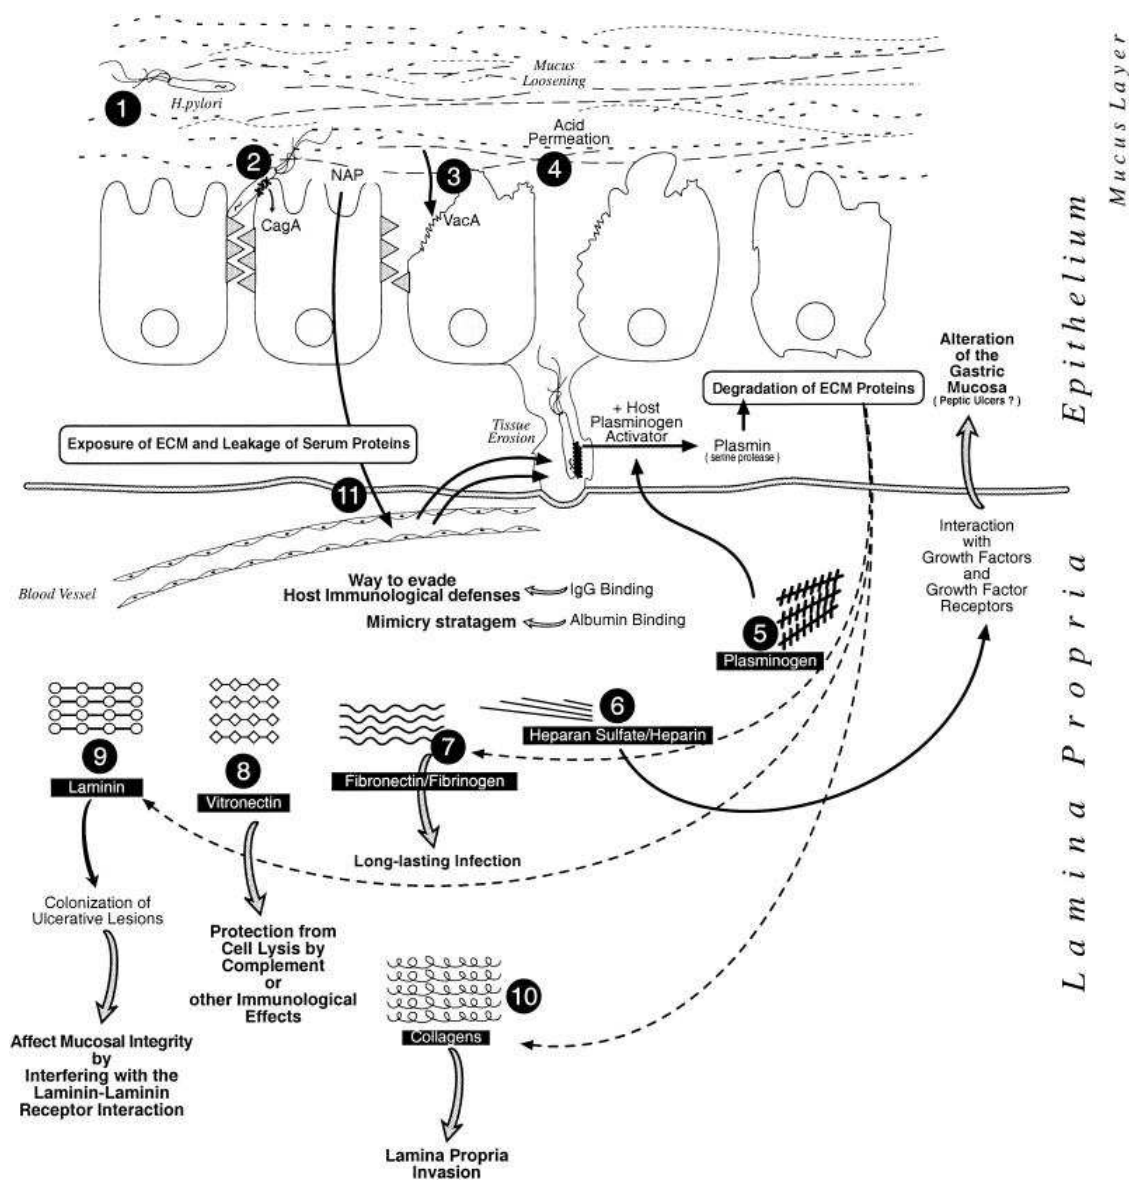 Mucus
Loosening
1
H.pylori
Acid
Permeation
2
NAP
3
4
CagA
VacA
Mucus Layer
Epithelium
Lamina Propria
Alteration
of the
Gastric
Mucosa
( Peptic Ulcers ? )
Degradation of ECM Proteins
+ Host
Plasminogen
Activator
Tissue
Erosion
Plasmin
( serine protease )
Exposure of ECM and Leakage of Serum Proteins
11
Blood Vessel
Interaction
with
Growth Factors
and
Growth Factor
Receptors
Way to evade
Host Immunological defenses
IgG Binding
Mimicry stratagem
Albumin Binding
5
Plasminogen
6
Heparan Sulfate/Heparin
7
Fibronectin/Fibrinogen
Long-lasting Infection
8
Vitronectin
Protection from
Cell Lysis by
Complement
or
other Immunological
Effects
9
Laminin
Colonization of
Ulcerative Lesions
Affect Mucosal Integrity
by
Interfering with the
Laminin-Laminin
Receptor Interaction
10
Collagens
Lamina Propria
Invasion